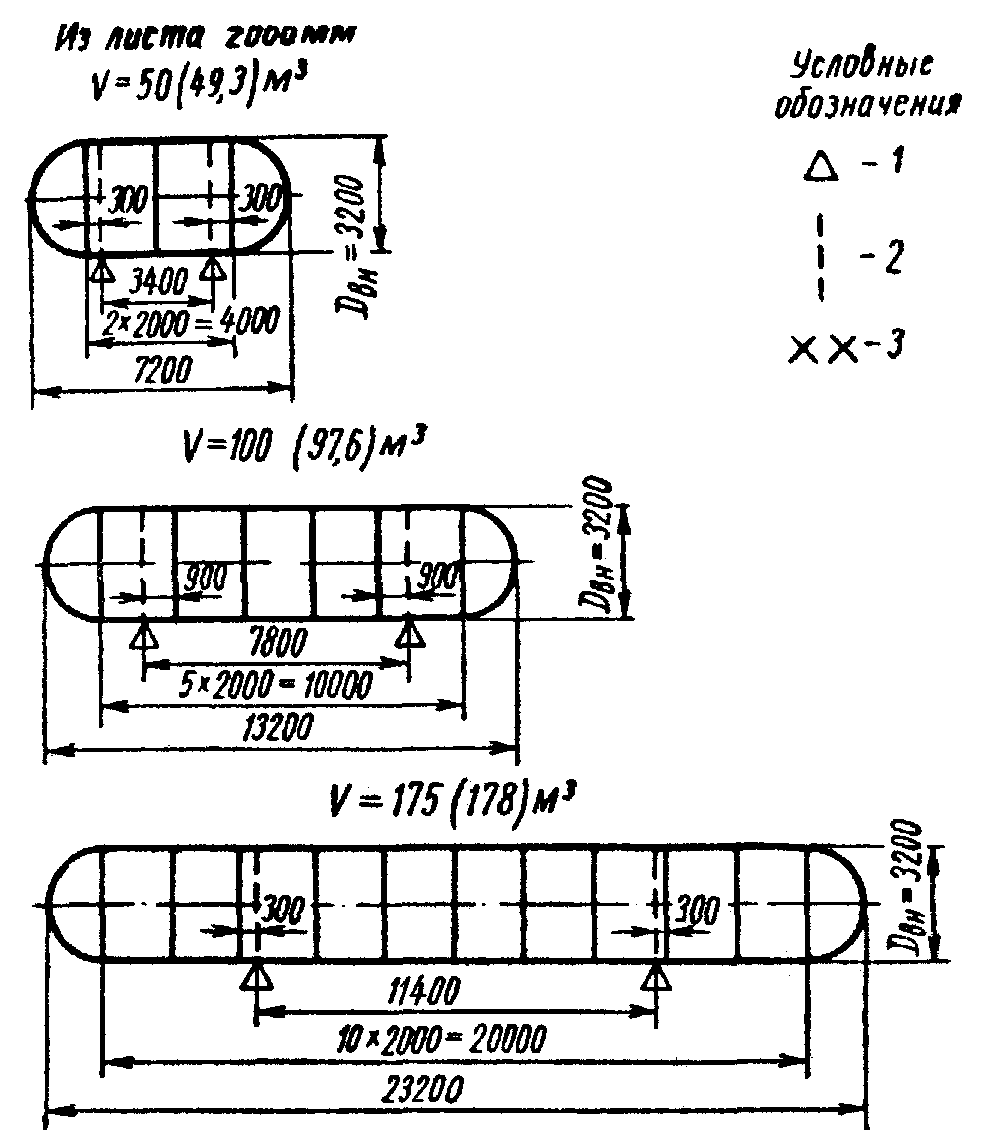 Из листа 2000мм
V = 50 (49,3) м³
300
300
Dвн = 3200
3400
2×2000 = 4000
7200
Условные
обозначения
- 1
- 2
- 3
V = 100 (97,6) м³
900
900
Dвн = 3200
7800
5×2000 = 10000
13200
V = 175 (178) м³
300
300
Dвн = 3200
11400
10×2000 = 20000
23200